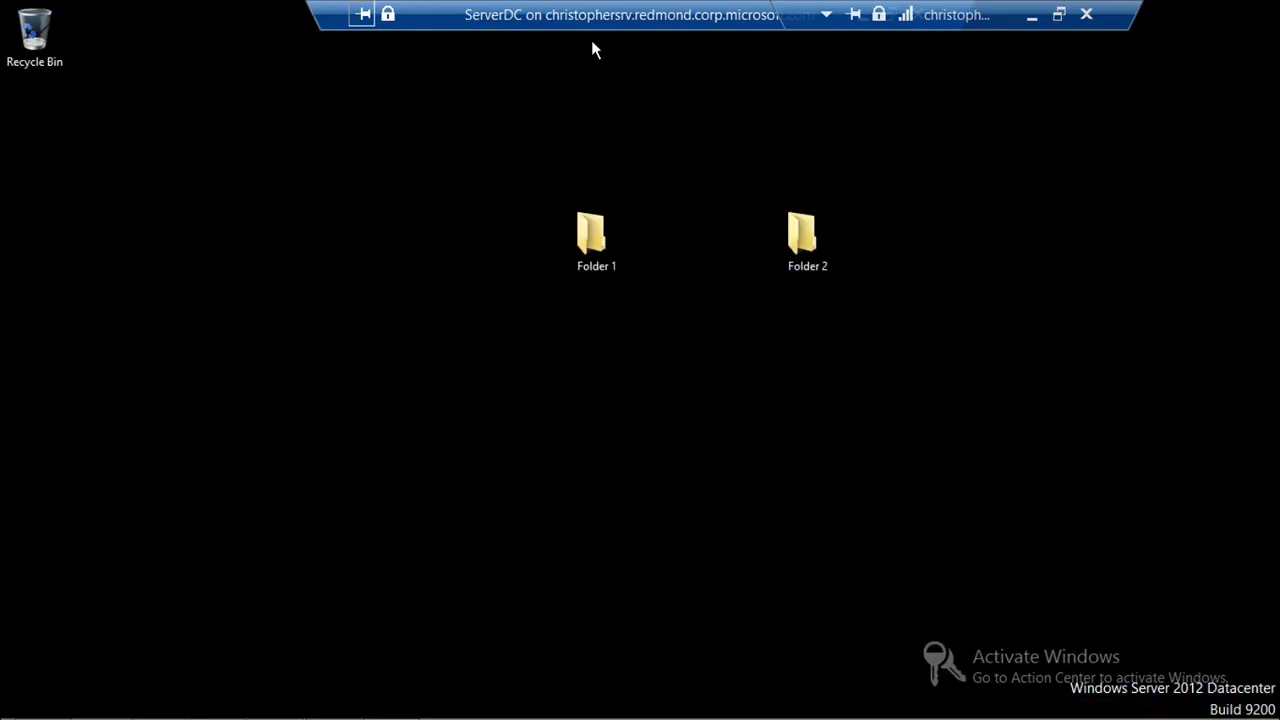 ServerDC on christophersrv.redmond.corp.microsof
christoph...
Recycle Bin
Folder 1
Folder 2
Activate Windows
Go to Action Center to activate Windows.
Windows Server 2012 Datacenter
Build 9200